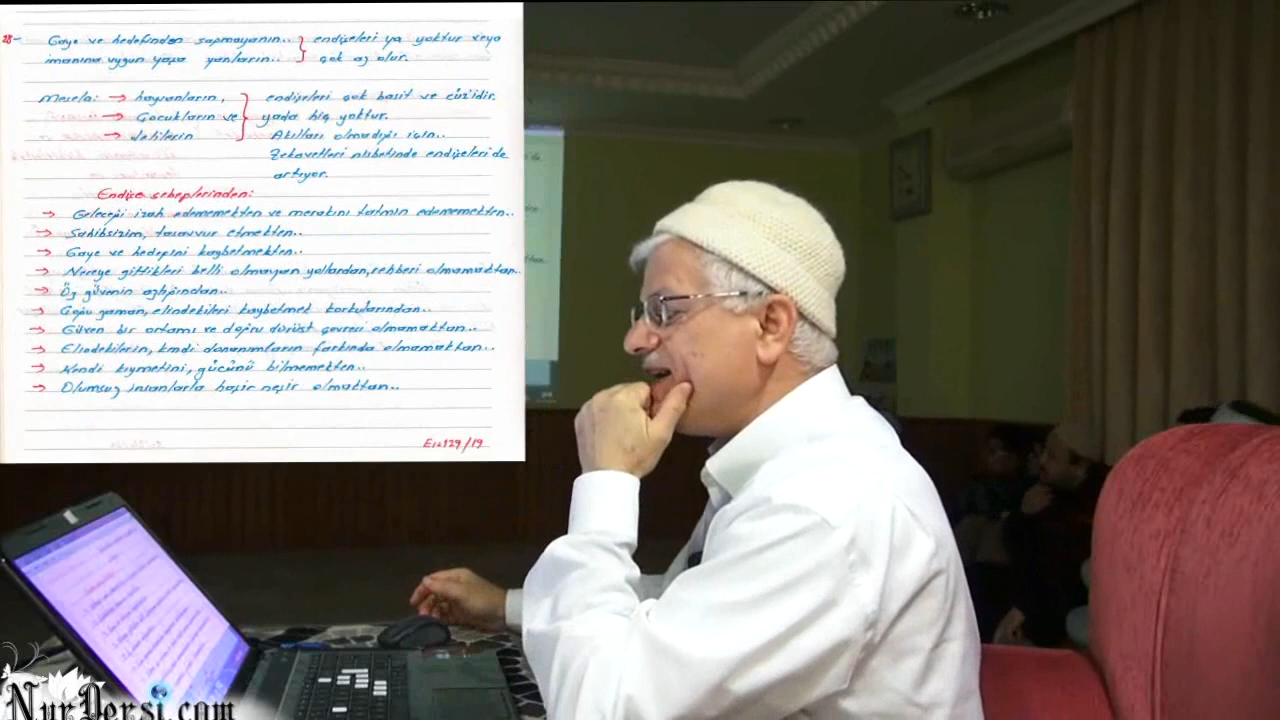 28- Gaye ve hedefinden sapmayanın.. } endişeleri ya yoktur veya
imanına uygun yaşa yanların.. } çok az olur.
Mesela: → hayvanların, } endişeleri çok basit ve cüz'idir.
→ Çocukların ve } yada hiç yoktur.
→ delilerin } Akılları olmadığı için..
Zekavetleri nisbetinde endişeleri de
artıyor.
Endişe sebeplerinden:
→ Geleceği izah edememekten ve merakını tatmin edememekten..
→ Sahibsizim, tasavvur etmekten..
→ Gaye ve hedefini kaybetmekten..
→ Nereye gittikleri belli olmayan yollardan, rehberi olmamaktan..
→ Öz güvenin azlığından..
→ Çoğu zaman, elindekileri kaybetmek korkularından..
→ Güven bir ortamı ve doğru dürüst çevresi olmamaktan..
→ Elindekilerin, kendi donanımların farkında olmamaktan..
→ Kendi kıymetini, gücünü bilmemekten..
→ Olumsuz insanlarla haşir neşir olmaktan..
NurDersi.com